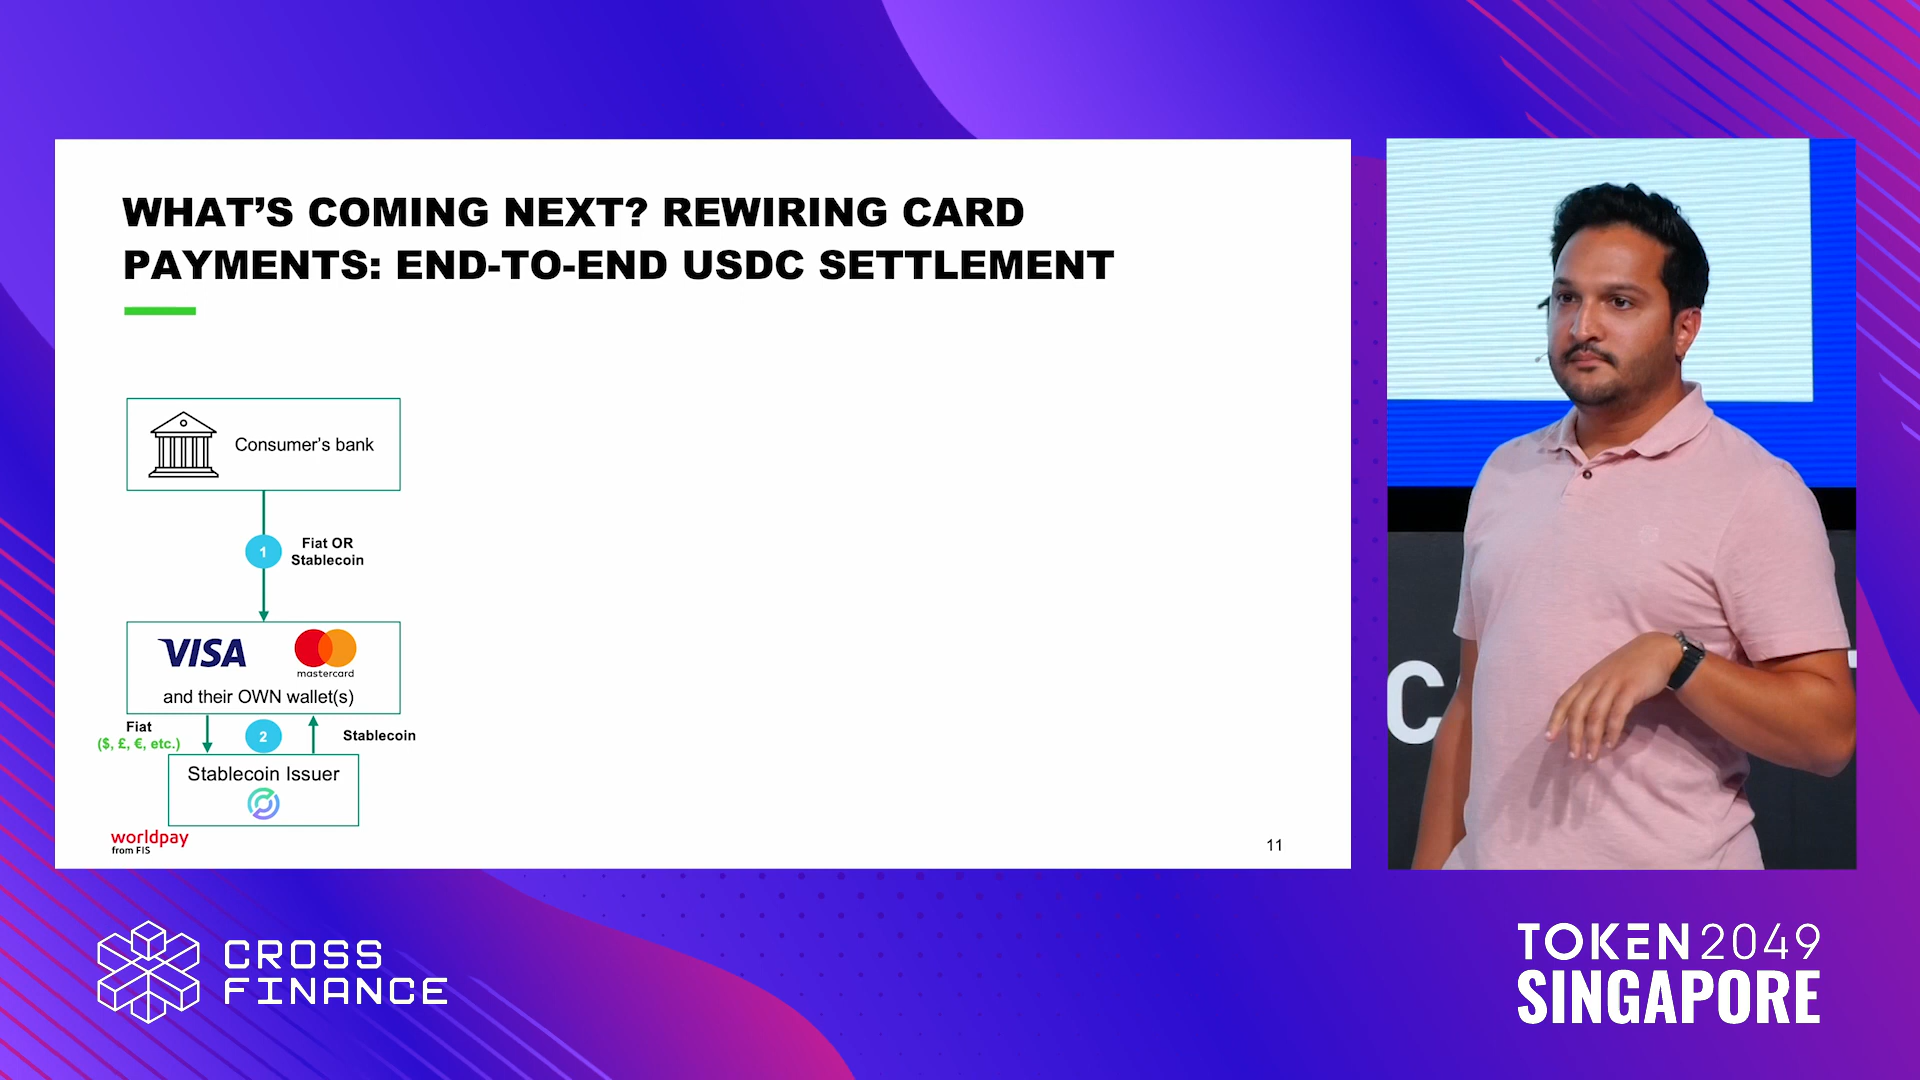 WHAT'S COMING NEXT? REWIRING CARD
PAYMENTS: END-TO-END USDC SETTLEMENT
Consumer's bank
1
Fiat OR
Stablecoin
VISA
mastercard
and their OWN wallet(s)
Fiat
($, £, €, etc.)
2
Stablecoin
Stablecoin Issuer
worldpay
from FIS
11
CROSS
FINANCE
TOKEN2049
SINGAPORE